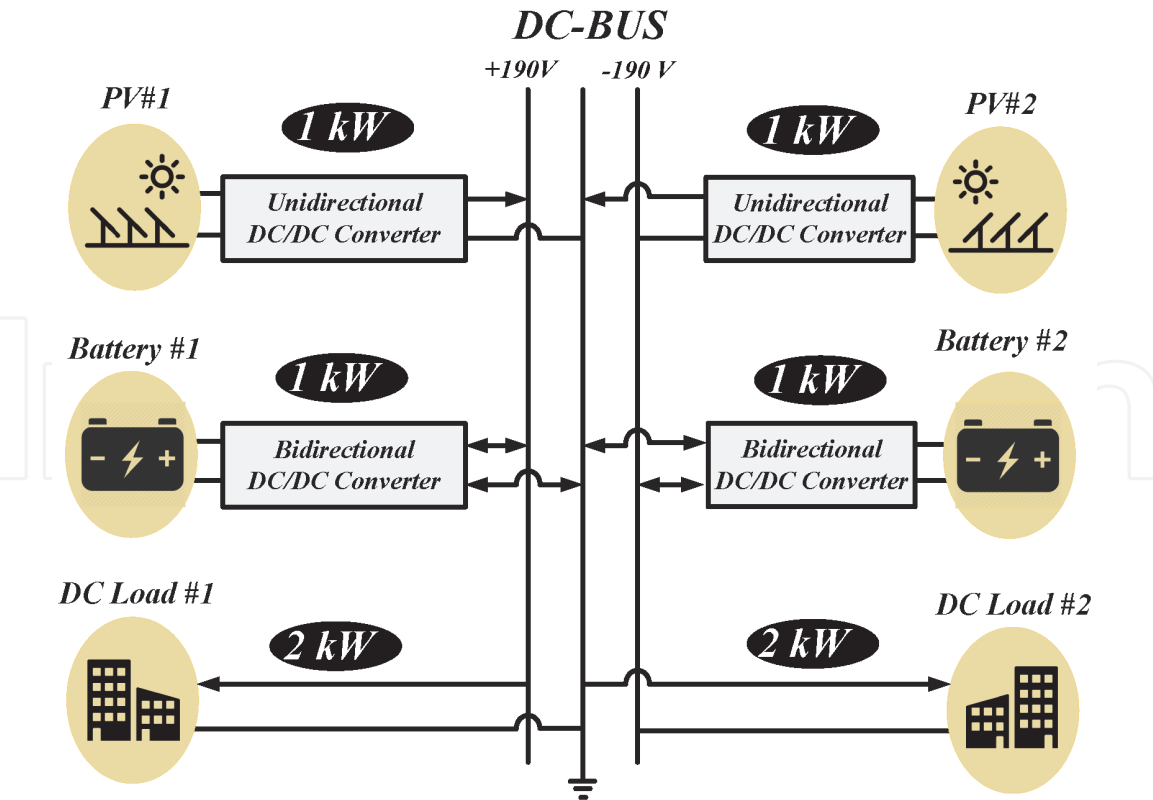 DC-BUS
+190V
-190 V
PV#1
1 kW
1 kW
PV#2
Unidirectional
DC/DC Converter
Unidirectional
DC/DC Converter
Battery #1
1 kW
1 kW
Battery #2
Bidirectional
DC/DC Converter
Bidirectional
DC/DC Converter
DC Load #1
2 kW
2 kW
DC Load #2